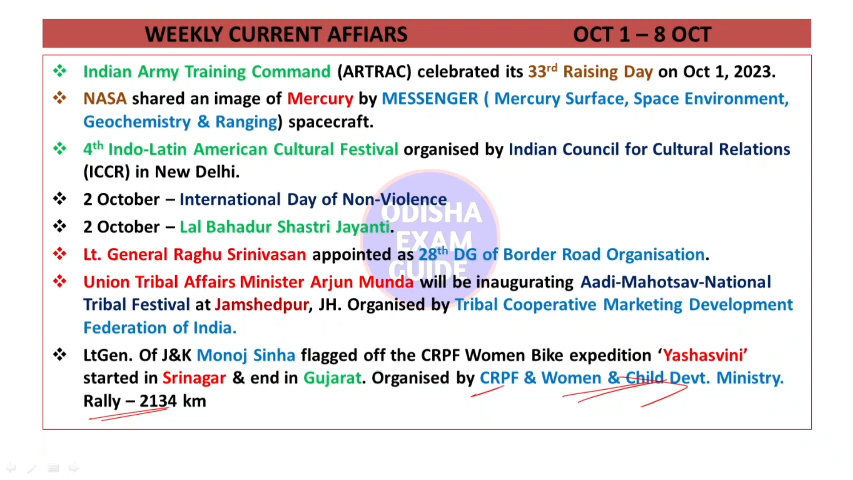 WEEKLY CURRENT AFFIARS OCT 1 – 8 OCT
❖ Indian Army Training Command (ARTRAC) celebrated its 33rd Raising Day on Oct 1, 2023.
❖ NASA shared an image of Mercury by MESSENGER ( Mercury Surface, Space Environment,
Geochemistry & Ranging) spacecraft.
❖ 4th Indo-Latin American Cultural Festival organised by Indian Council for Cultural Relations
(ICCR) in New Delhi.
❖ 2 October – International Day of Non-Violence
❖ 2 October – Lal Bahadur Shastri Jayanti.
❖ Lt. General Raghu Srinivasan appointed as 28th DG of Border Road Organisation.
❖ Union Tribal Affairs Minister Arjun Munda will be inaugurating Aadi-Mahotsav-National
Tribal Festival at Jamshedpur, JH. Organised by Tribal Cooperative Marketing Development
Federation of India.
❖ LtGen. Of J&K Monoj Sinha flagged off the CRPF Women Bike expedition ‘Yashasvini’
started in Srinagar & end in Gujarat. Organised by CRPF & Women & Child Devt. Ministry.
Rally – 2134 km
ODISHA
EXAM
GUIDE